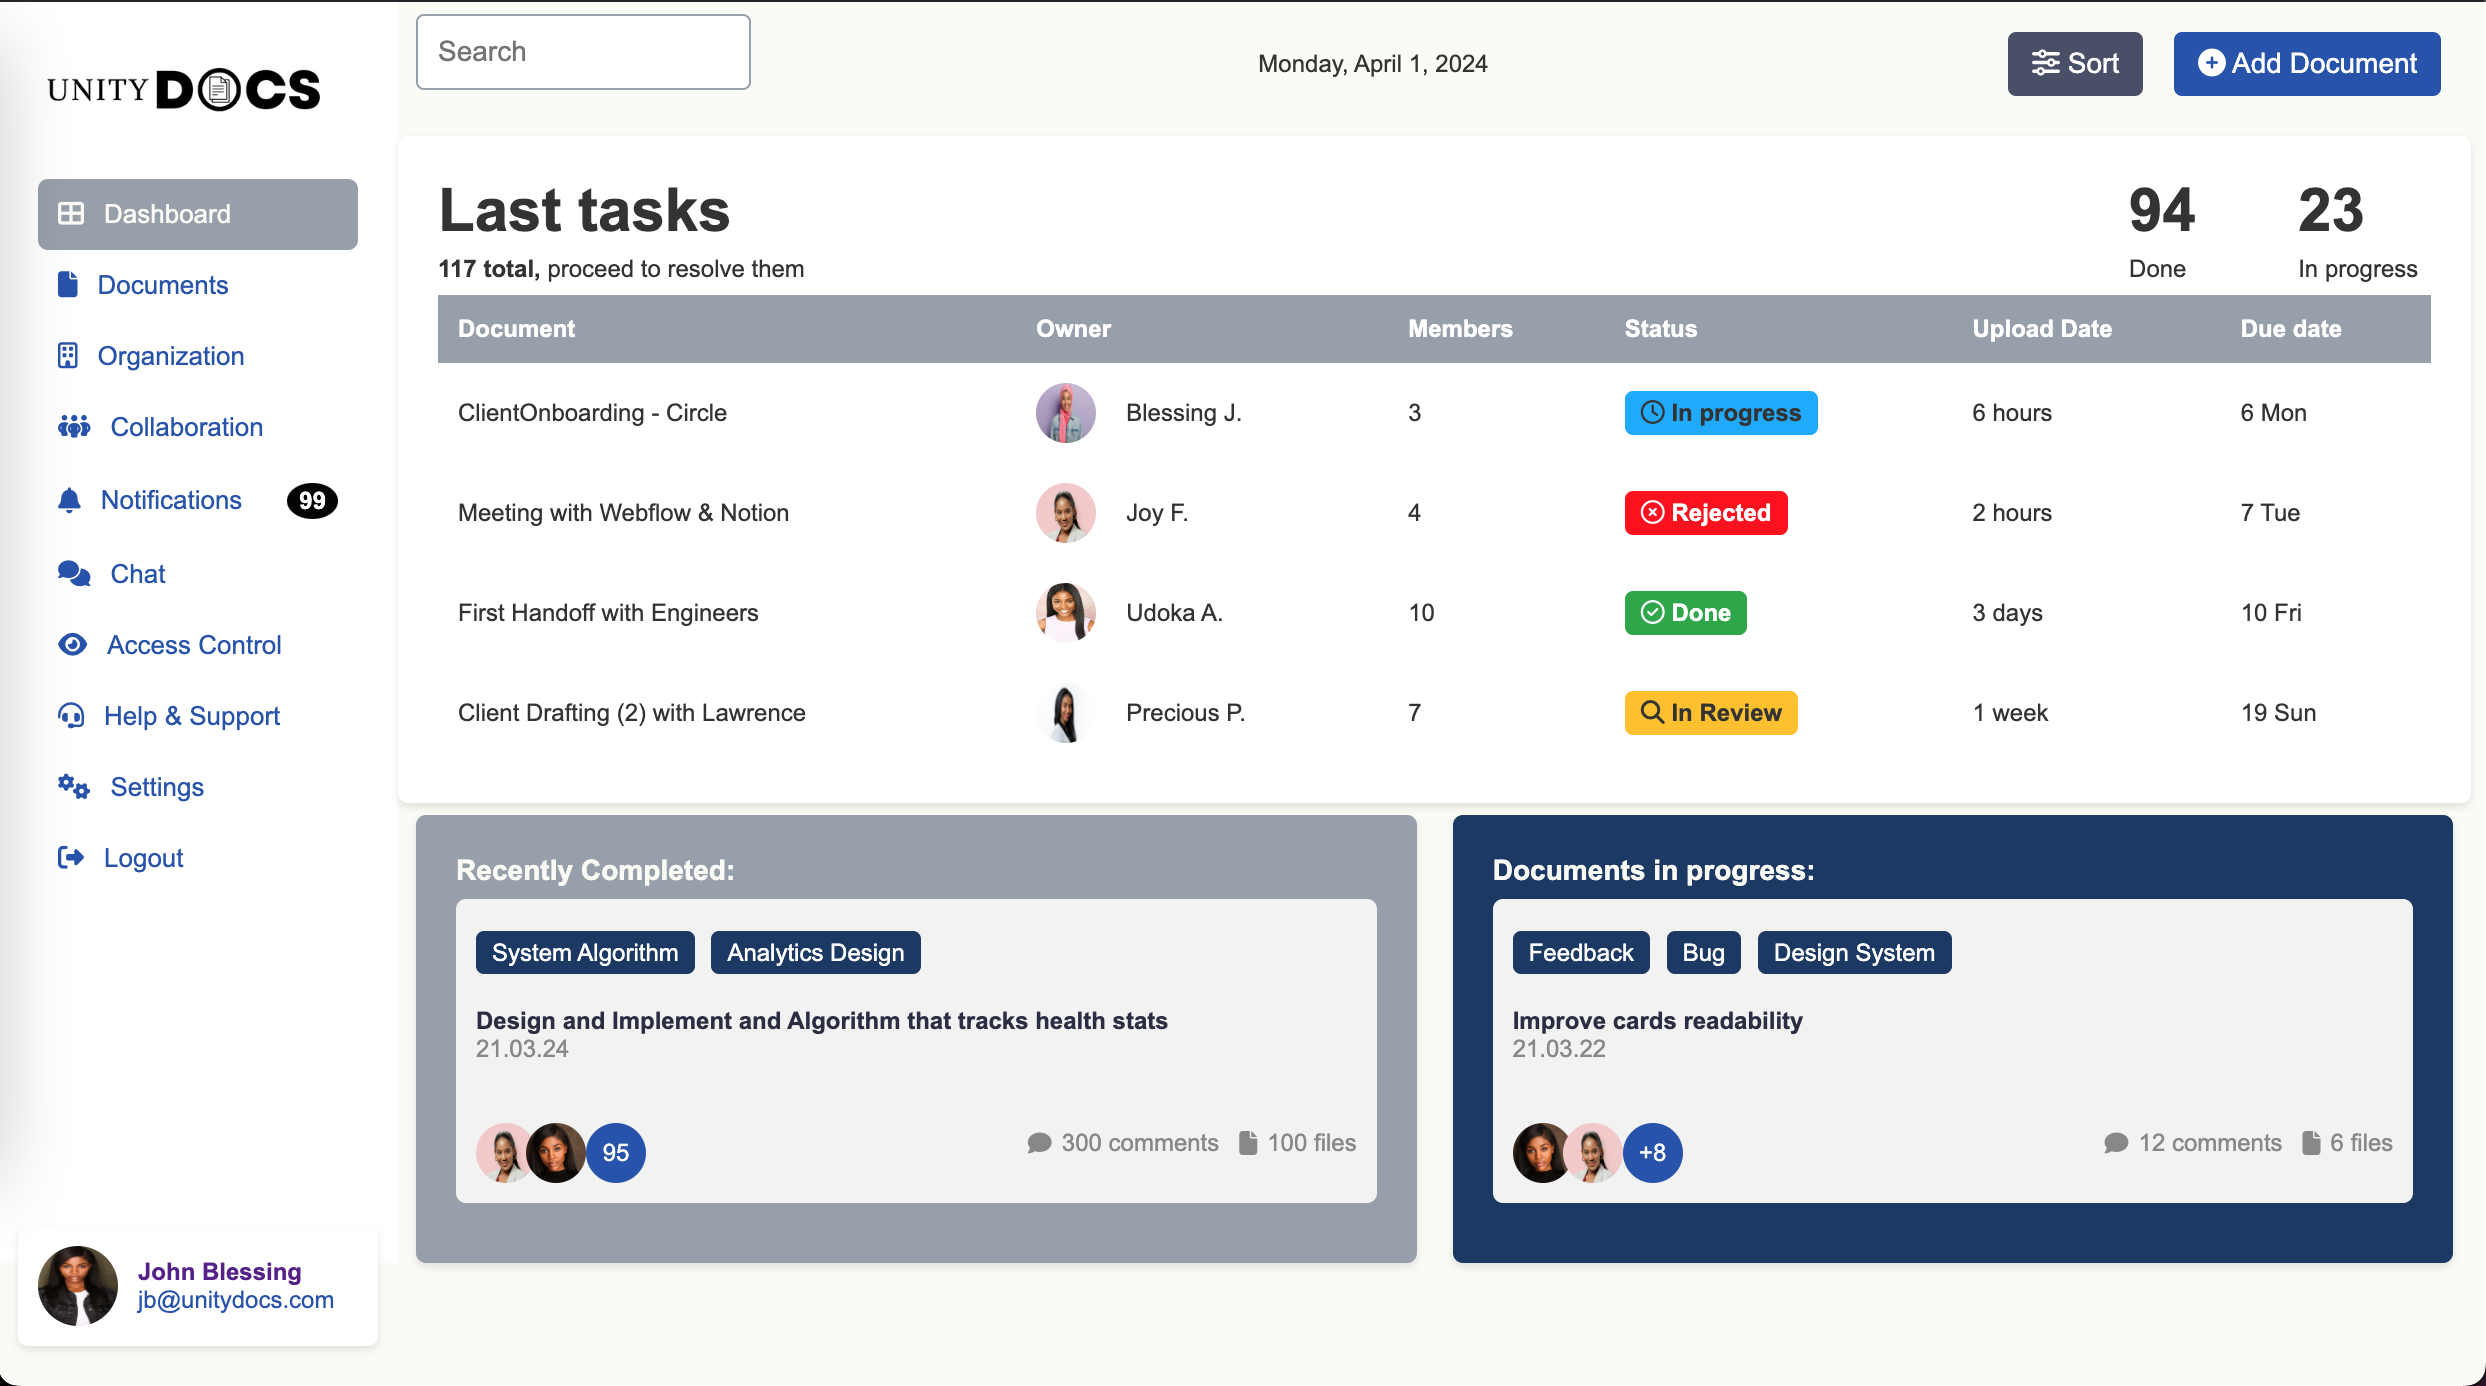 UNITY DOCS
Dashboard
Documents
Organization
Collaboration
Notifications 99
Chat
Access Control
Help & Support
Settings
Logout
John Blessing
jb@unitydocs.com
Search
Monday, April 1, 2024
Sort
Add Document
Last tasks
117 total, proceed to resolve them
94
Done
23
In progress
Document Owner Members Status Upload Date Due date
ClientOnboarding - Circle Blessing J. 3 In progress 6 hours 6 Mon
Meeting with Webflow & Notion Joy F. 4 Rejected 2 hours 7 Tue
First Handoff with Engineers Udoka A. 10 Done 3 days 10 Fri
Client Drafting (2) with Lawrence Precious P. 7 In Review 1 week 19 Sun
Recently Completed:
System Algorithm Analytics Design
Design and Implement and Algorithm that tracks health stats
21.03.24
95 300 comments 100 files
Documents in progress:
Feedback Bug Design System
Improve cards readability
21.03.22
+8 12 comments 6 files